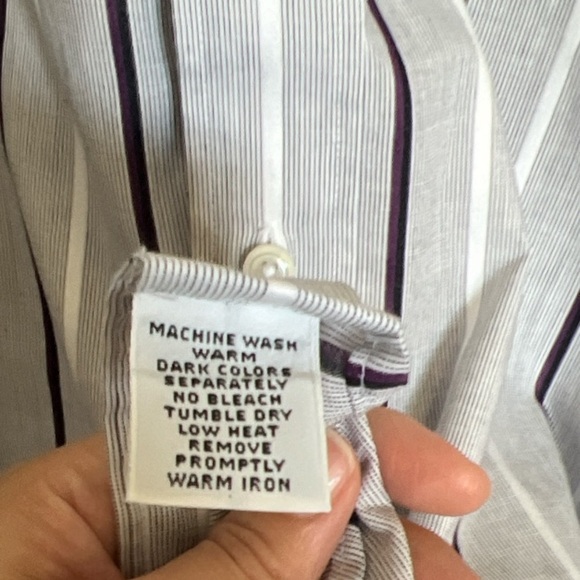 MACHINE WASH
WARM
DARK COLORS
SEPARATELY
NO BLEACH
TUMBLE DRY
LOW HEAT
REMOVE
PROMPTLY
WARM IRON